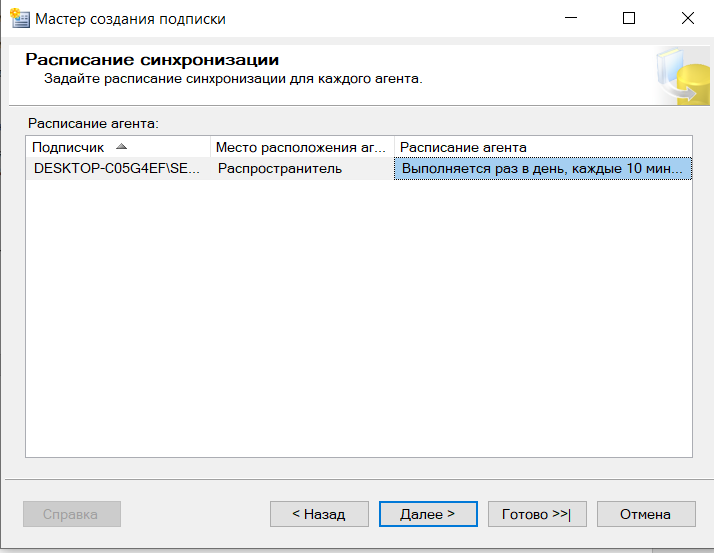 Мастер создания подписки
Расписание синхронизации
Задайте расписание синхронизации для каждого агента.
Расписание агента:
Подписчик Место расположения аг... Расписание агента
DESKTOP-C05G4EF\SE... Распространитель Выполняется раз в день, каждые 10 мин...
Справка < Назад Далее > Готово >>| Отмена